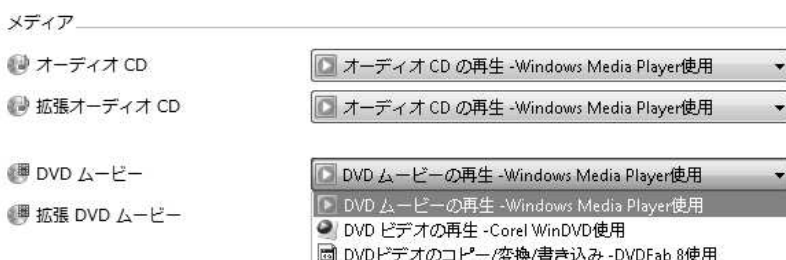 メディア
オーディオ CD
オーディオ CD の再生 -Windows Media Player使用
拡張オーディオ CD
オーディオ CD の再生 -Windows Media Player使用
DVD ムービー
DVD ムービーの再生 -Windows Media Player使用
DVD ムービーの再生 -Windows Media Player使用
拡張 DVD ムービー
DVD ビデオの再生 -Corel WinDVD使用
DVDビデオのコピー/変換/書き込み -DVDFab 8使用